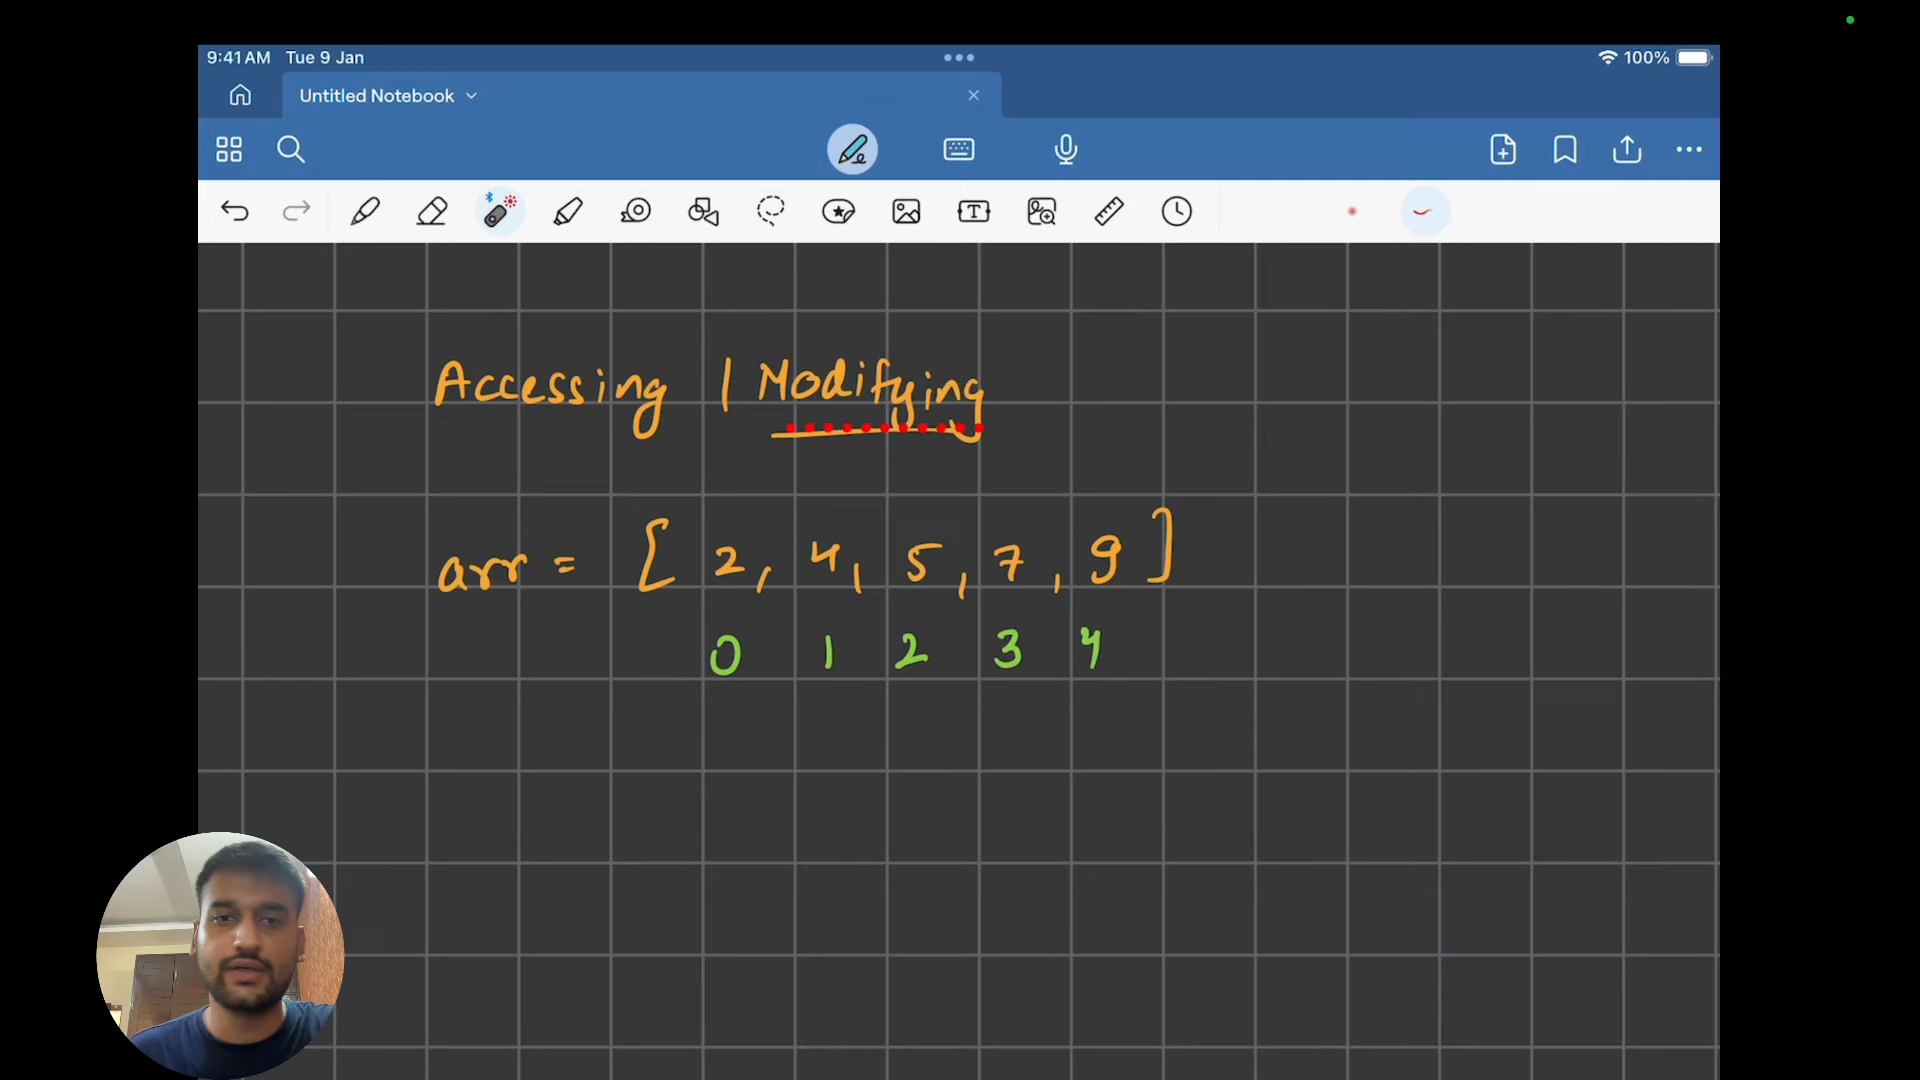 9:41 AM Tue 9 Jan 100%
Untitled Notebook
Accessing | Modifying
arr = [ 2, 4, 5, 7, 9 ]
0 1 2 3 4